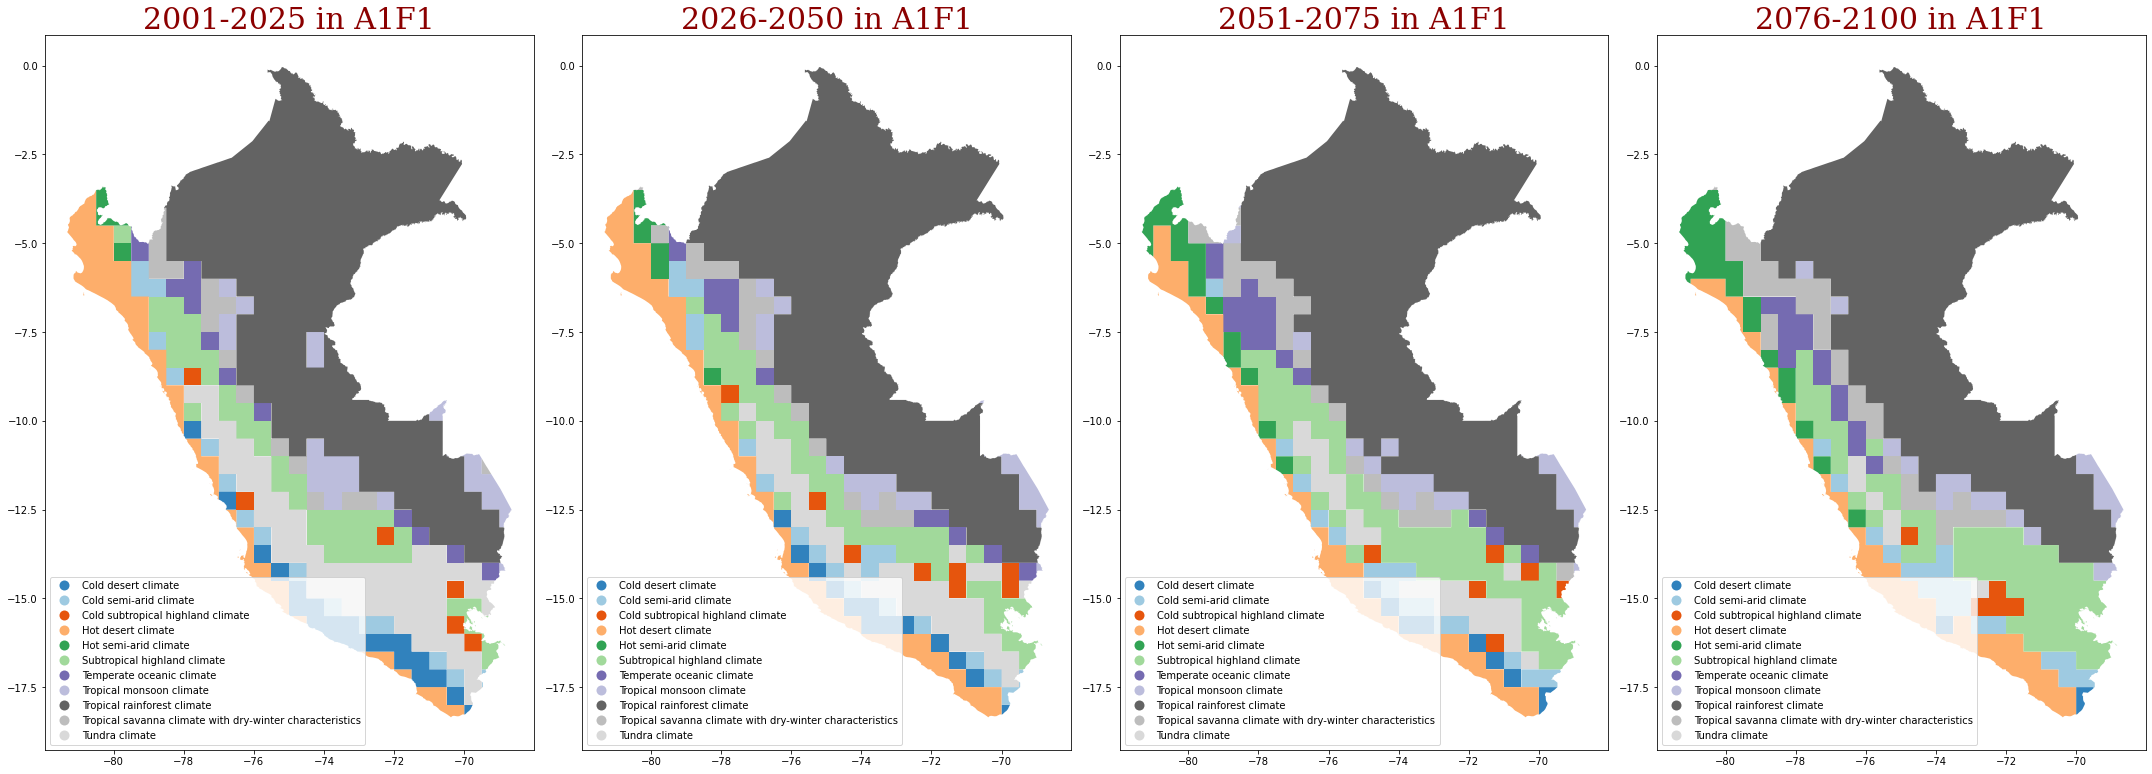 2001-2025 in A1F1
0.0
−2.5
−5.0
−7.5
−10.0
−12.5
−15.0
−17.5
Cold desert climate
Cold semi-arid climate
Cold subtropical highland climate
Hot desert climate
Hot semi-arid climate
Subtropical highland climate
Temperate oceanic climate
Tropical monsoon climate
Tropical rainforest climate
Tropical savanna climate with dry-winter characteristics
Tundra climate
−80 −78 −76 −74 −72 −70
2026-2050 in A1F1
0.0
−2.5
−5.0
−7.5
−10.0
−12.5
−15.0
−17.5
Cold desert climate
Cold semi-arid climate
Cold subtropical highland climate
Hot desert climate
Hot semi-arid climate
Subtropical highland climate
Temperate oceanic climate
Tropical monsoon climate
Tropical rainforest climate
Tropical savanna climate with dry-winter characteristics
Tundra climate
−80 −78 −76 −74 −72 −70
2051-2075 in A1F1
0.0
−2.5
−5.0
−7.5
−10.0
−12.5
−15.0
−17.5
Cold desert climate
Cold semi-arid climate
Cold subtropical highland climate
Hot desert climate
Hot semi-arid climate
Subtropical highland climate
Temperate oceanic climate
Tropical monsoon climate
Tropical rainforest climate
Tropical savanna climate with dry-winter characteristics
Tundra climate
−80 −78 −76 −74 −72 −70
2076-2100 in A1F1
0.0
−2.5
−5.0
−7.5
−10.0
−12.5
−15.0
−17.5
Cold desert climate
Cold semi-arid climate
Cold subtropical highland climate
Hot desert climate
Hot semi-arid climate
Subtropical highland climate
Temperate oceanic climate
Tropical monsoon climate
Tropical rainforest climate
Tropical savanna climate with dry-winter characteristics
Tundra climate
−80 −78 −76 −74 −72 −70